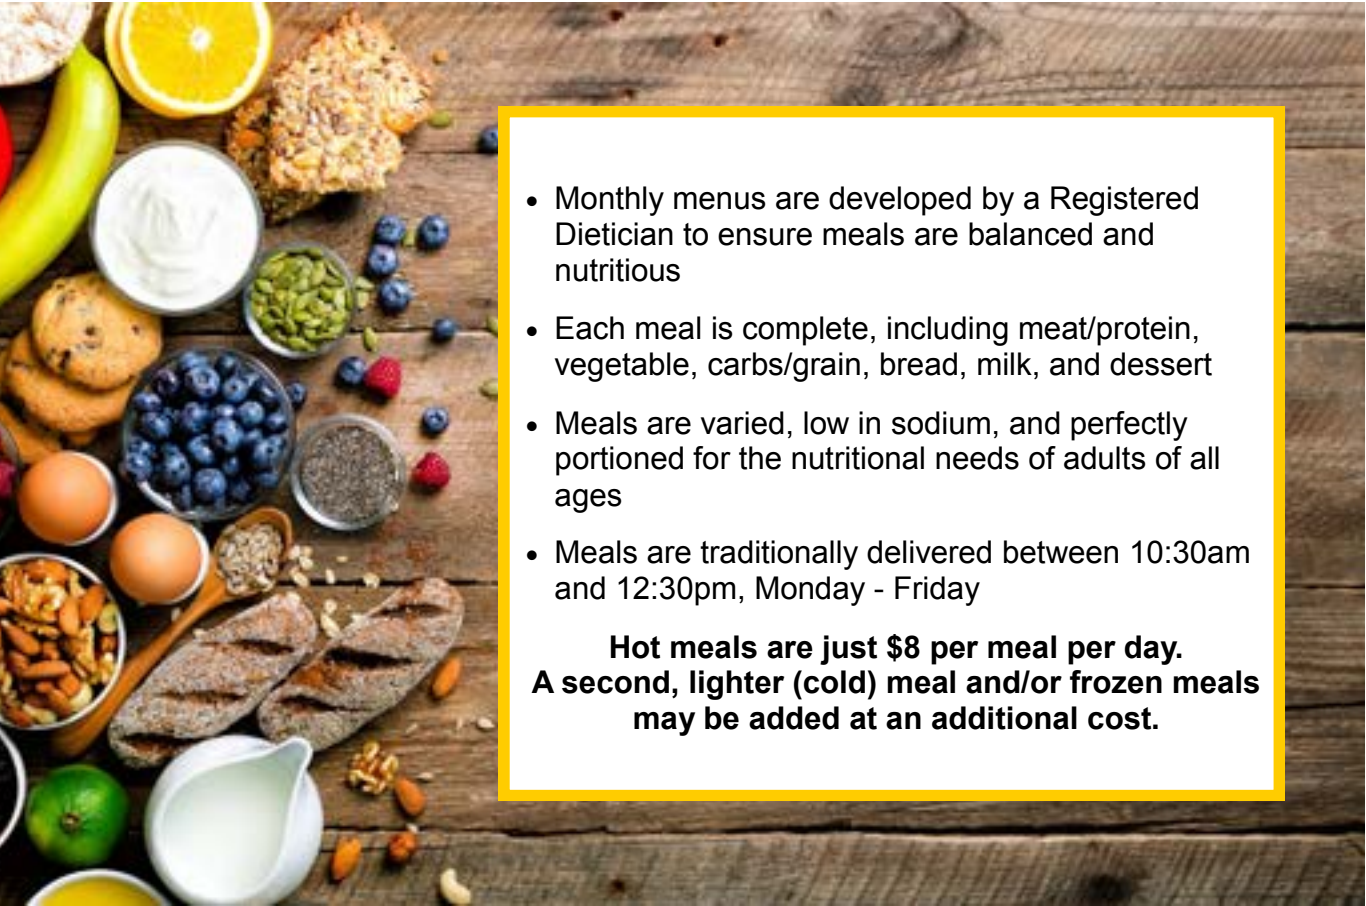 • Monthly menus are developed by a Registered
Dietician to ensure meals are balanced and
nutritious
• Each meal is complete, including meat/protein,
vegetable, carbs/grain, bread, milk, and dessert
• Meals are varied, low in sodium, and perfectly
portioned for the nutritional needs of adults of all
ages
• Meals are traditionally delivered between 10:30am
and 12:30pm, Monday - Friday
Hot meals are just $8 per meal per day.
A second, lighter (cold) meal and/or frozen meals
may be added at an additional cost.